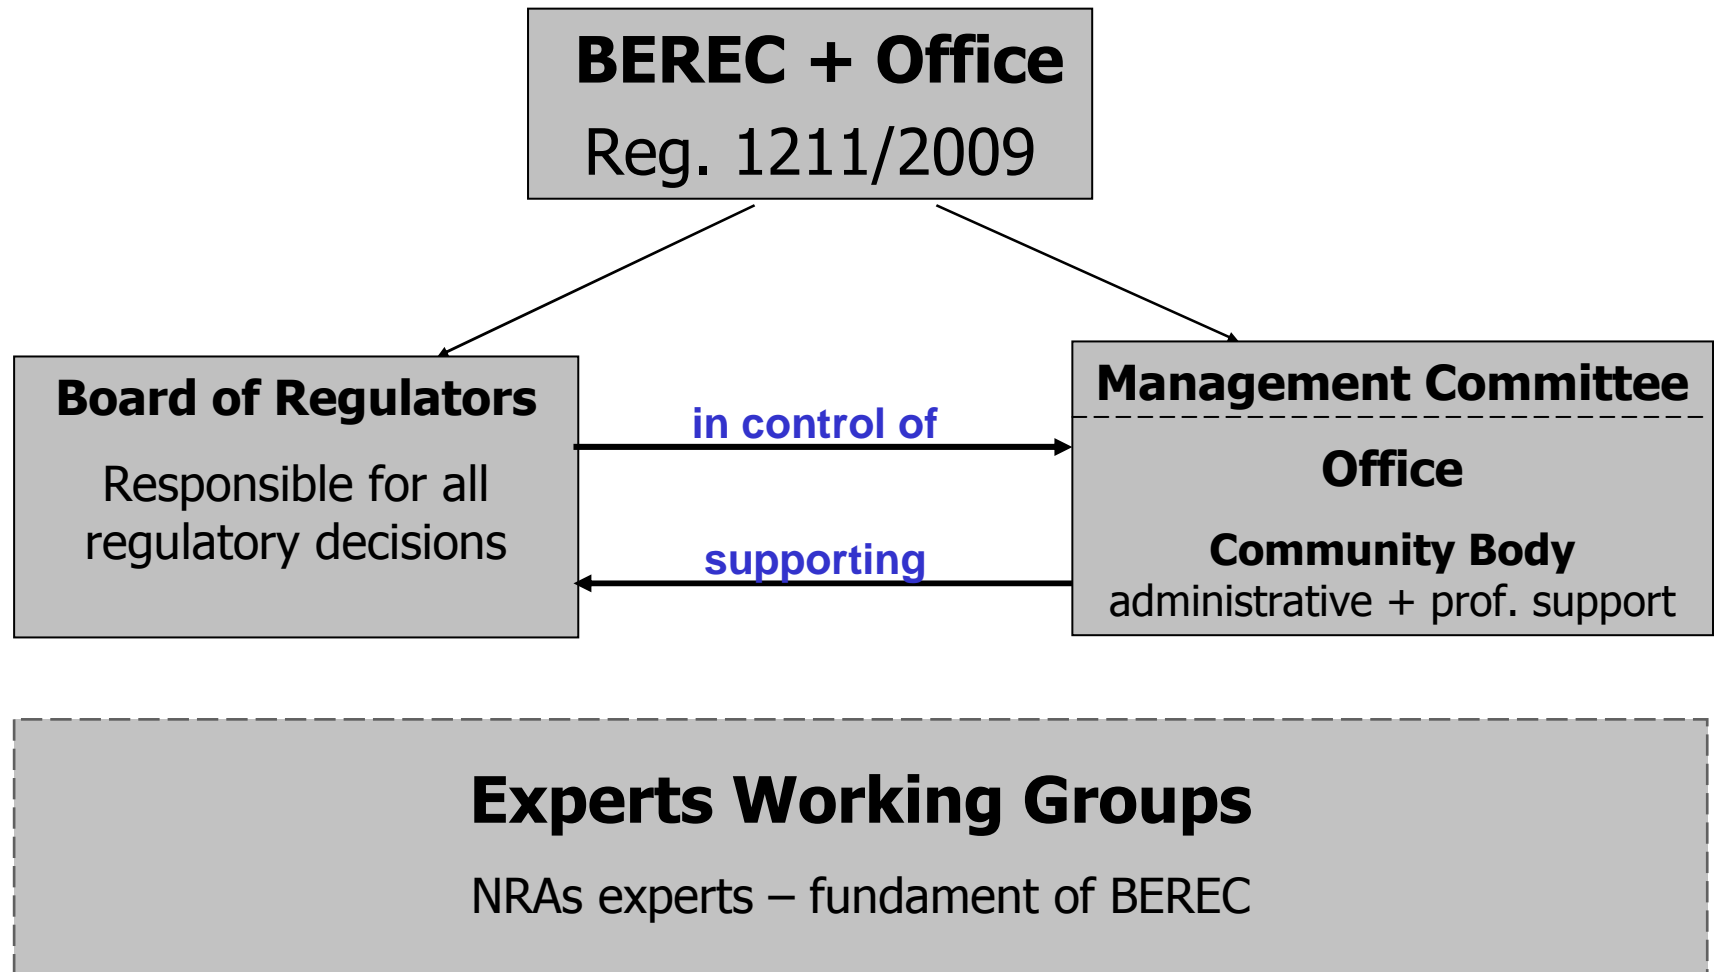 BEREC + Office
Reg. 1211/2009
Board of Regulators
Responsible for all
regulatory decisions
in control of
supporting
Management Committee
Office
Community Body
administrative + prof. support
Experts Working Groups
NRAs experts – fundament of BEREC